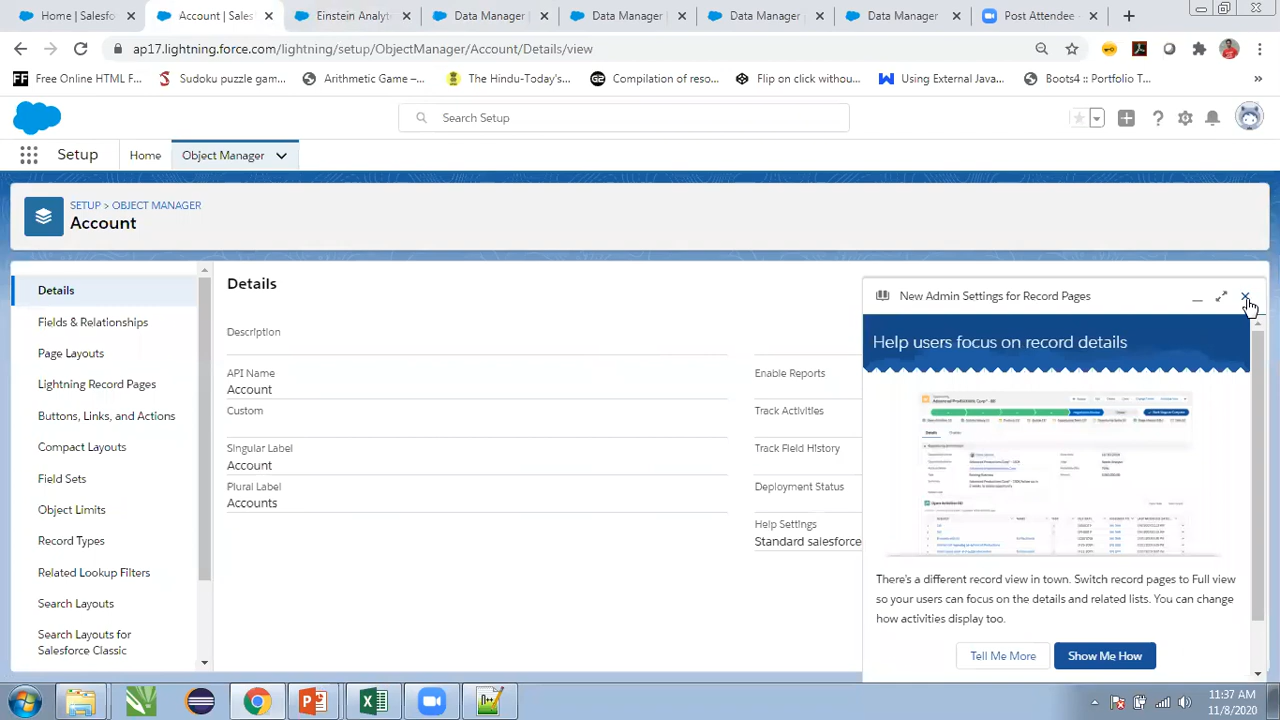 Home | Salesfo
Account | Sales
Einstein Analyt
Data Manager
Data Manager
Data Manager
Data Manager
Post Attendee
ap17.lightning.force.com/lightning/setup/ObjectManager/Account/Details/view
Free Online HTML F...
Sudoku puzzle gam...
Arithmetic Game –...
The Hindu-Today's...
Compilation of reso...
Flip on click withou...
Using External Java...
Boots4 :: Portfolio T...
Search Setup
Setup
Home
Object Manager
SETUP > OBJECT MANAGER
Account
Details
Fields & Relationships
Page Layouts
Lightning Record Pages
Buttons, Links, and Actions
Compact Layouts
Field Sets
Object Limits
Record Types
Related Lookup Filters
Search Layouts
Search Layouts for
Salesforce Classic
Details
Description
API Name
Account
Custom
Singular Label
Account
Plural Label
Accounts
Enable Reports
Track Activities
Track Field History
Deployment Status
Help Settings
Standard salesforc
New Admin Settings for Record Pages
Help users focus on record details
There's a different record view in town. Switch record pages to Full view
so your users can focus on the details and related lists. You can change
how activities display too.
Tell Me More
Show Me How
11:37 AM
11/8/2020